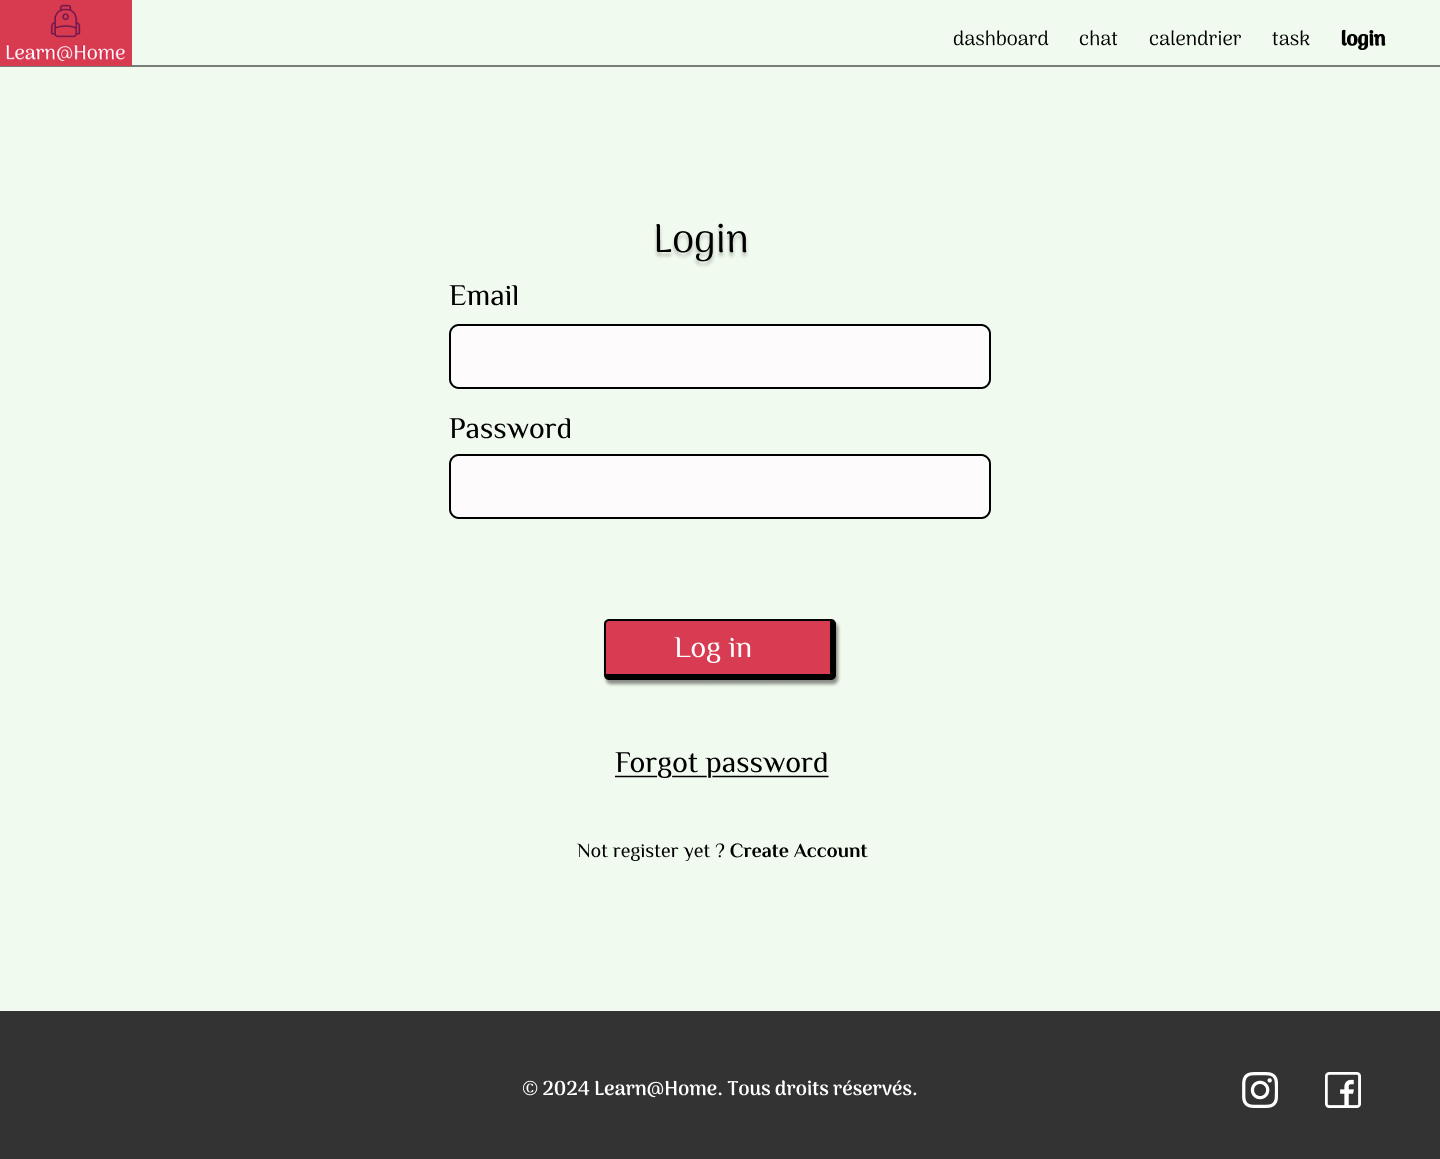 Learn@Home
dashboard chat calendrier task login
Login
Email
Password
Log in
Forgot password
Not register yet ? Create Account
© 2024 Learn@Home. Tous droits réservés.